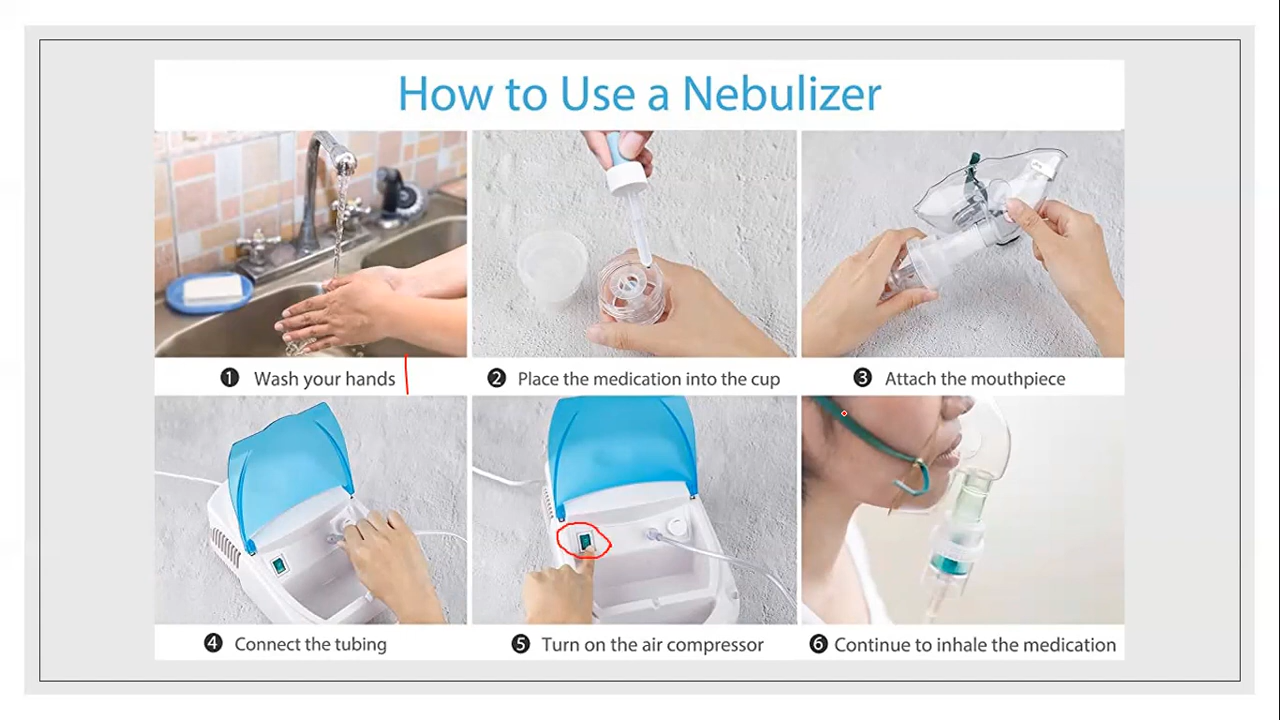 How to Use a Nebulizer
1 Wash your hands
2 Place the medication into the cup
3 Attach the mouthpiece
4 Connect the tubing
5 Turn on the air compressor
6 Continue to inhale the medication